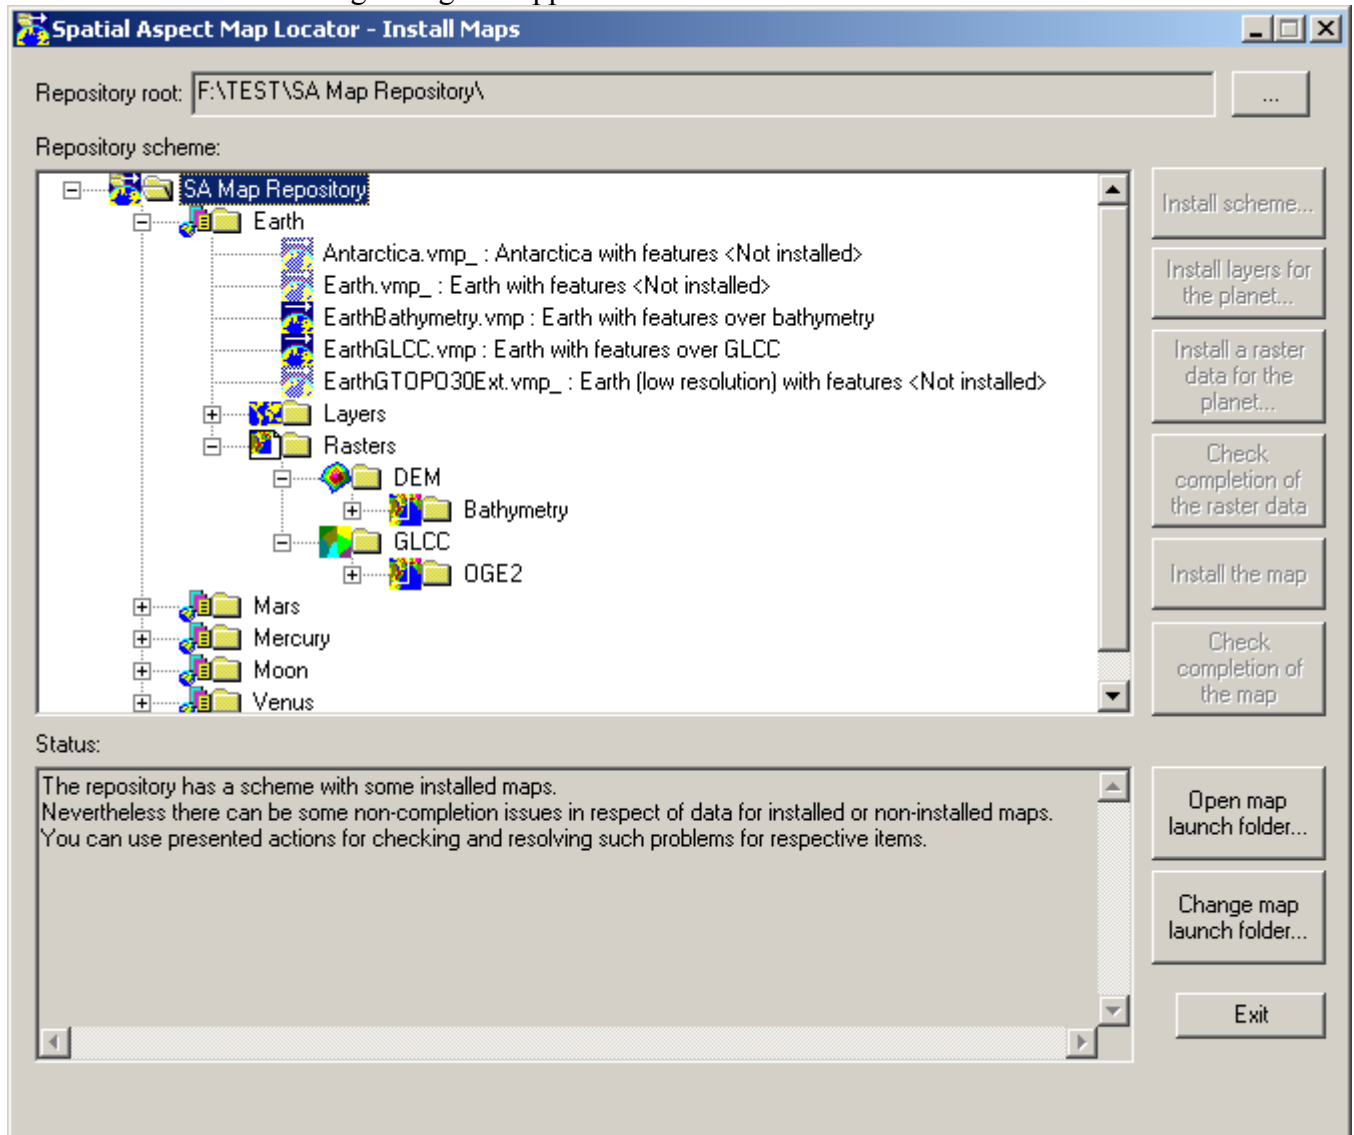 Spatial Aspect Map Locator - Install Maps
Repository root: F:\TEST\SA Map Repository\
...
Repository scheme:
SA Map Repository
Earth
Antarctica.vmp_ : Antarctica with features <Not installed>
Earth.vmp_ : Earth with features <Not installed>
EarthBathymetry.vmp : Earth with features over bathymetry
EarthGLCC.vmp : Earth with features over GLCC
EarthGTOPO30Ext.vmp_ : Earth (low resolution) with features <Not installed>
Layers
Rasters
DEM
Bathymetry
GLCC
OGE2
Mars
Mercury
Moon
Venus
Install scheme...
Install layers for
the planet...
Install a raster
data for the
planet...
Check
completion of
the raster data
Install the map
Check
completion of
the map
Status:
The repository has a scheme with some installed maps.
Nevertheless there can be some non-completion issues in respect of data for installed or non-installed maps.
You can use presented actions for checking and resolving such problems for respective items.
Open map
launch folder...
Change map
launch folder...
Exit